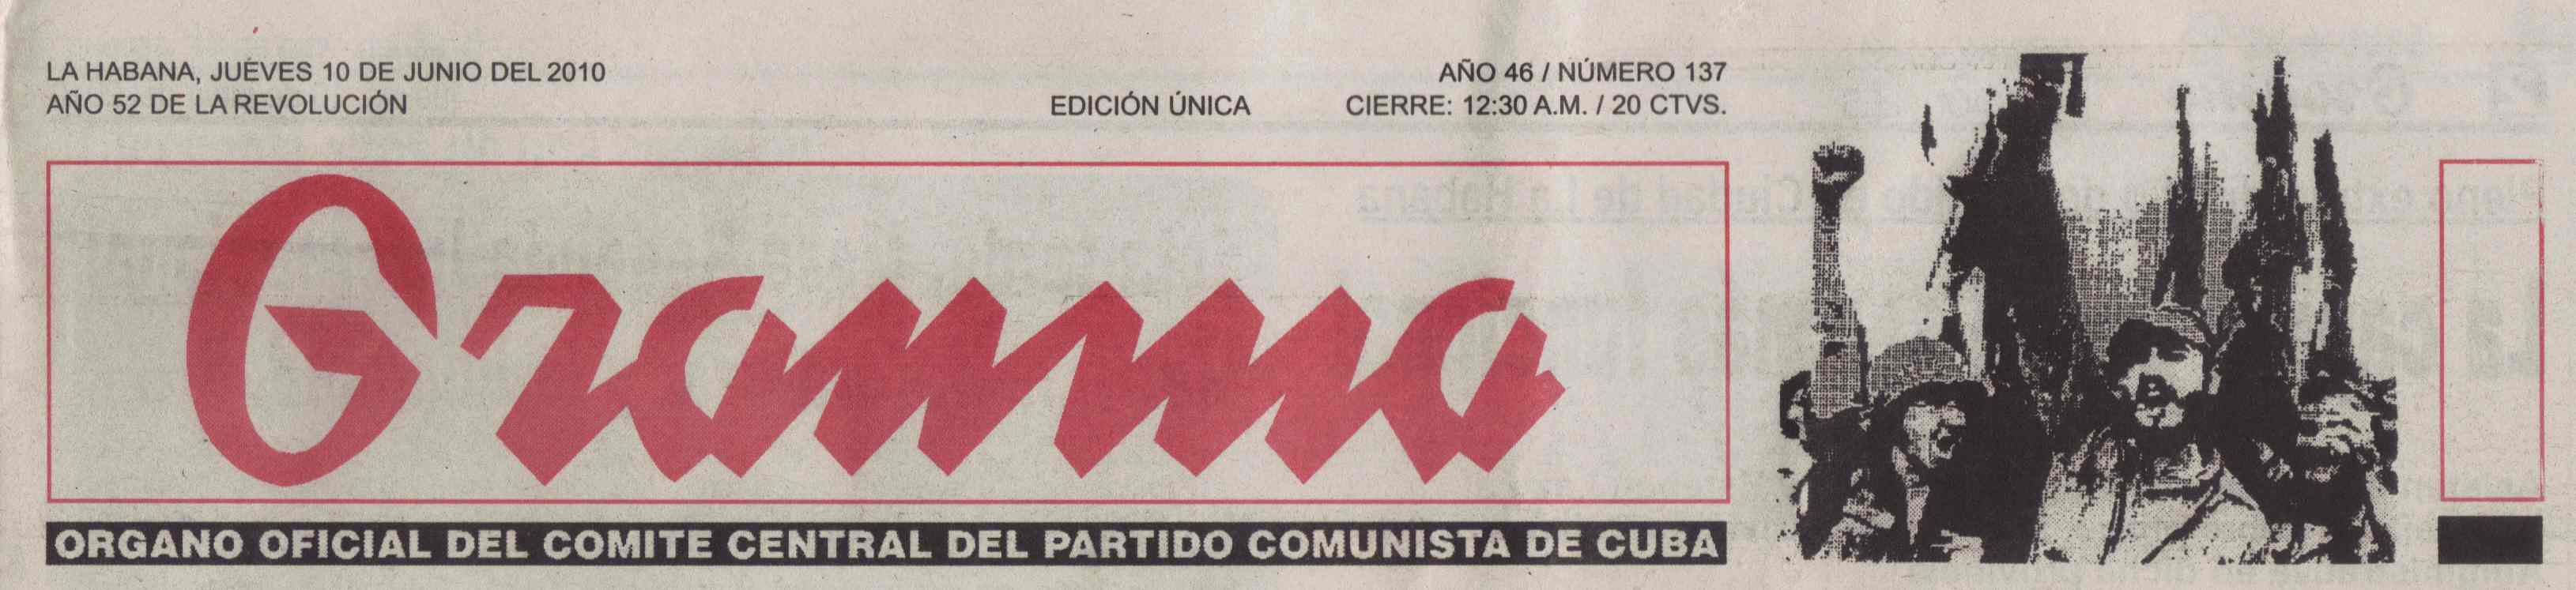 LA HABANA, JUEVES 10 DE JUNIO DEL 2010
AÑO 52 DE LA REVOLUCIÓN
EDICIÓN ÚNICA
AÑO 46 / NÚMERO 137
CIERRE: 12:30 A.M. / 20 CTVS.
Granma
ORGANO OFICIAL DEL COMITE CENTRAL DEL PARTIDO COMUNISTA DE CUBA